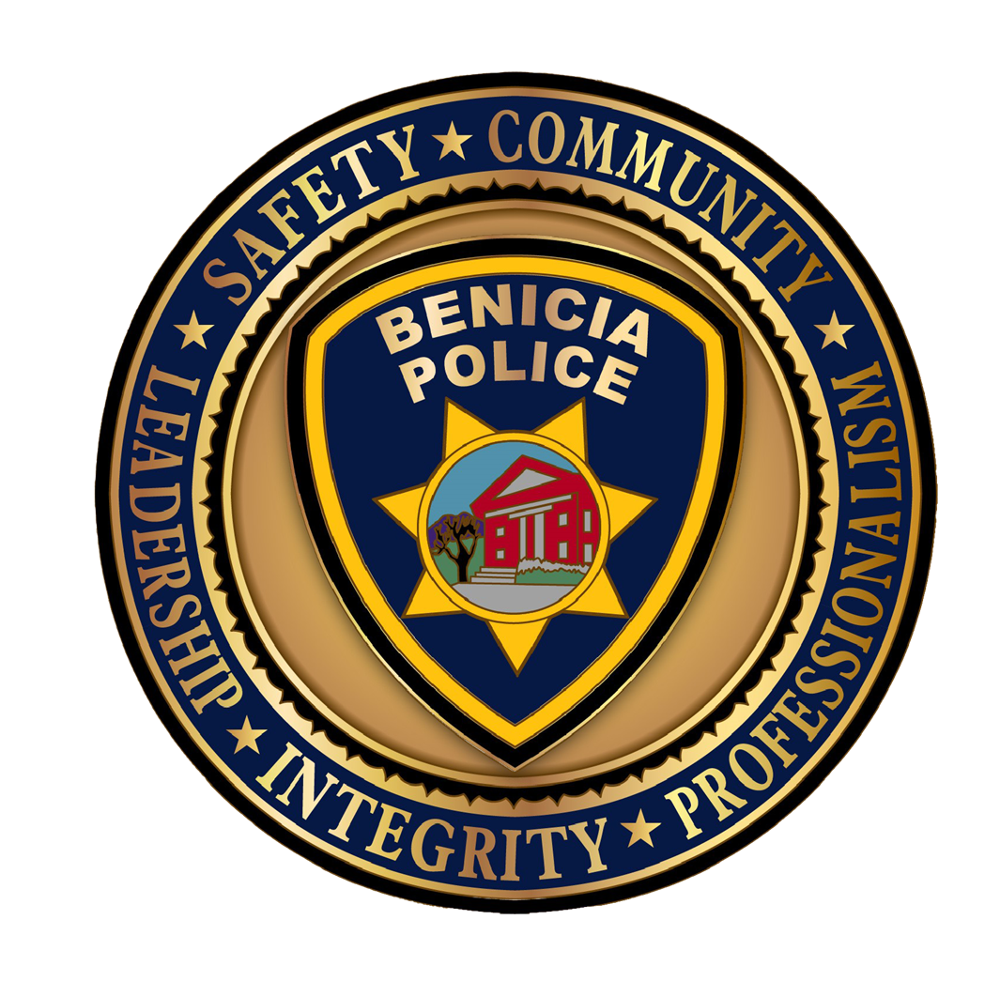 SAFETY ★ COMMUNITY ★ PROFESSIONALISM ★ INTEGRITY ★ LEADERSHIP ★
BENICIA
POLICE